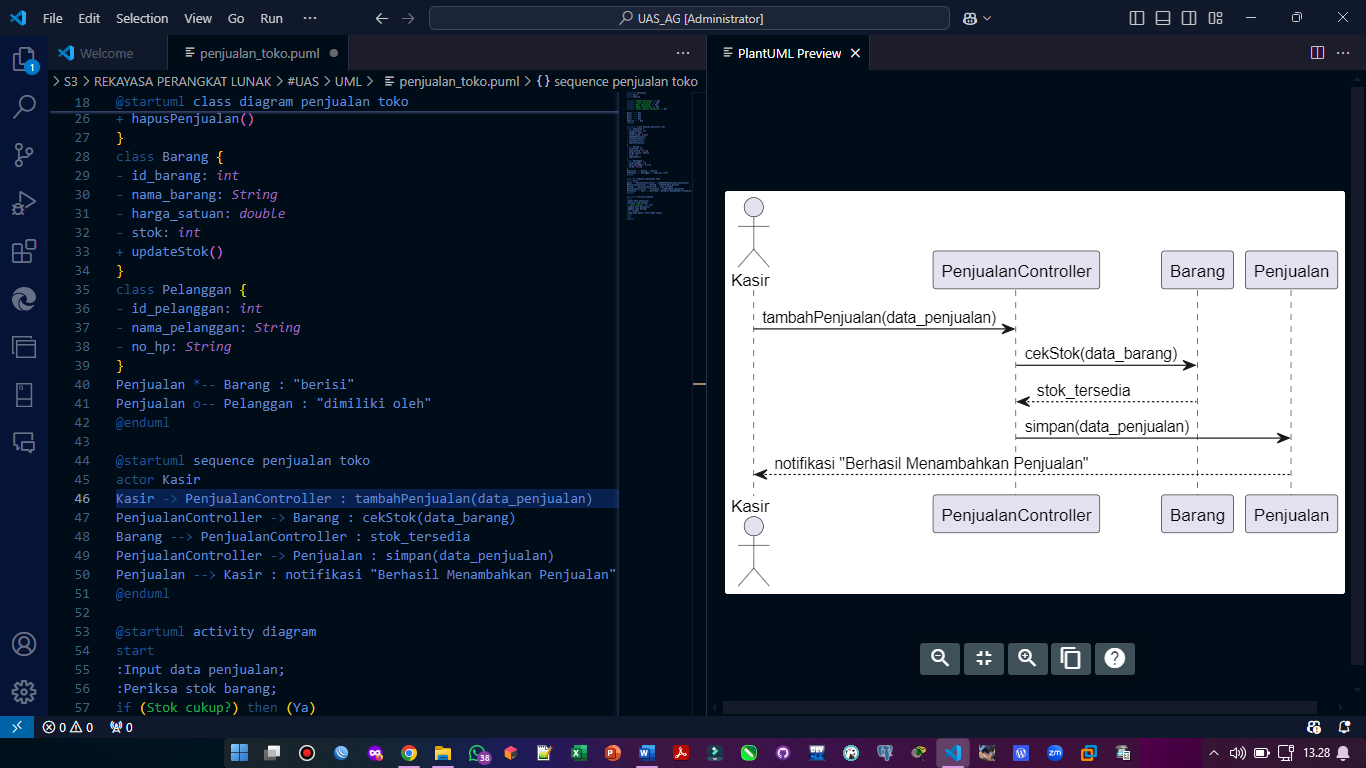 File Edit Selection View Go Run ··· UAS_AG [Administrator]
1
Welcome penjualan_toko.puml
S3 > REKAYASA PERANGKAT LUNAK > #UAS > UML > penjualan_toko.puml > {} sequence penjualan toko
18 @startuml class diagram penjualan toko
26 + hapusPenjualan()
27 }
28 class Barang {
29 - id_barang: int
30 - nama_barang: String
31 - harga_satuan: double
32 - stok: int
33 + updateStok()
34 }
35 class Pelanggan {
36 - id_pelanggan: int
37 - nama_pelanggan: String
38 - no_hp: String
39 }
40 Penjualan *-- Barang : "berisi"
41 Penjualan o-- Pelanggan : "dimiliki oleh"
42 @enduml
43
44 @startuml sequence penjualan toko
45 actor Kasir
46 Kasir -> PenjualanController : tambahPenjualan(data_penjualan)
47 PenjualanController -> Barang : cekStok(data_barang)
48 Barang --> PenjualanController : stok_tersedia
49 PenjualanController -> Penjualan : simpan(data_penjualan)
50 Penjualan --> Kasir : notifikasi "Berhasil Menambahkan Penjualan"
51 @enduml
52
53 @startuml activity diagram
54 start
55 :Input data penjualan;
56 :Periksa stok barang;
57 if (Stok cukup?) then (Ya)
PlantUML Preview
Kasir
PenjualanController Barang Penjualan
tambahPenjualan(data_penjualan)
cekStok(data_barang)
stok_tersedia
simpan(data_penjualan)
notifikasi "Berhasil Menambahkan Penjualan"
Kasir
PenjualanController Barang Penjualan
0 0 0
38 zm 13.28